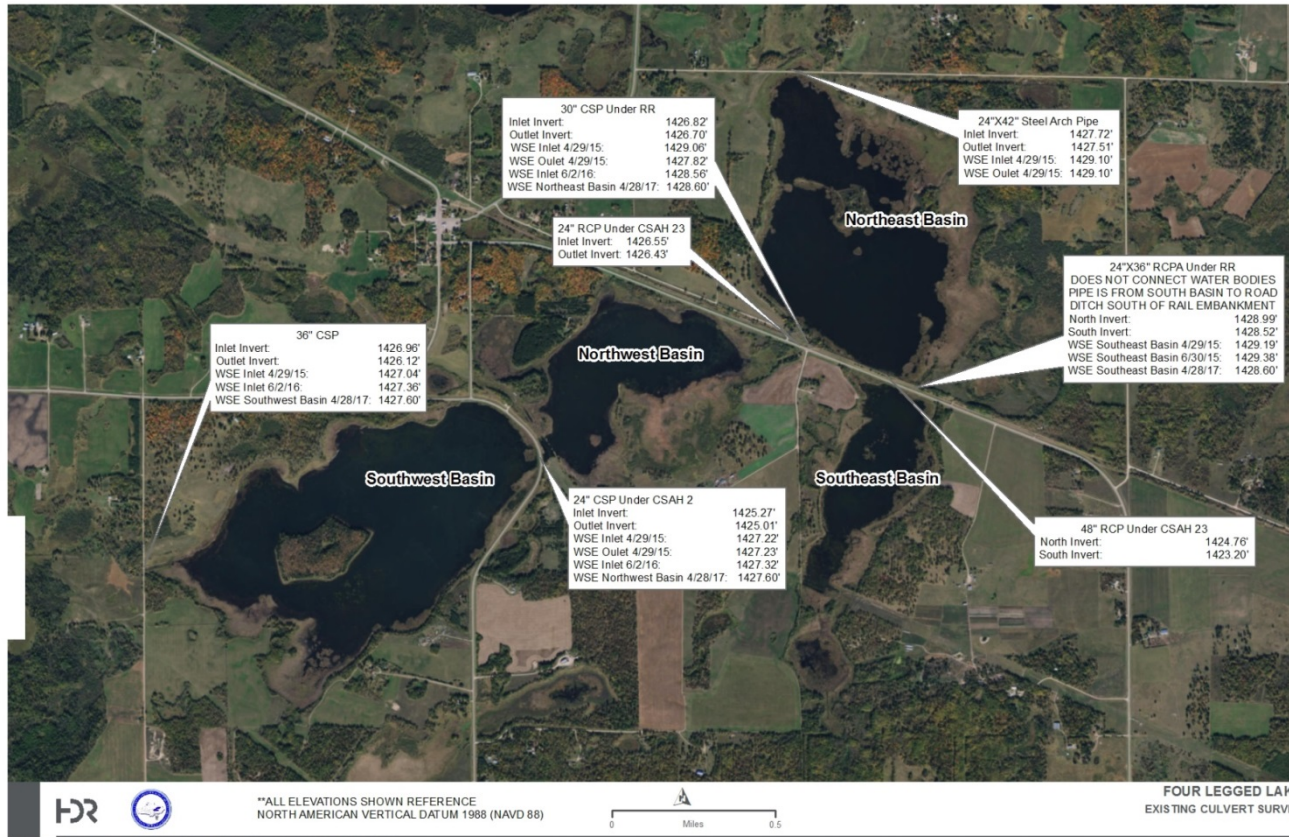 30" CSP Under RR
Inlet Invert: 1426.82'
Outlet Invert: 1426.70'
WSE Inlet 4/29/15: 1429.06'
WSE Oulet 4/29/15: 1427.82'
WSE Inlet 6/2/16: 1428.56'
WSE Northeast Basin 4/28/17: 1428.60'
24"X42" Steel Arch Pipe
Inlet Invert: 1427.72'
Outlet Invert: 1427.51'
WSE Inlet 4/29/15: 1429.10'
WSE Oulet 4/29/15: 1429.10'
Northeast Basin
24" RCP Under CSAH 23
Inlet Invert: 1426.55'
Outlet Invert: 1426.43'
24"X36" RCPA Under RR
DOES NOT CONNECT WATER BODIES
PIPE IS FROM SOUTH BASIN TO ROAD
DITCH SOUTH OF RAIL EMBANKMENT
North Invert: 1428.99'
South Invert: 1428.52'
WSE Southeast Basin 4/29/15: 1429.19'
WSE Southeast Basin 6/30/15: 1429.38'
WSE Southeast Basin 4/28/17: 1428.60'
36" CSP
Inlet Invert: 1426.96'
Outlet Invert: 1426.12'
WSE Inlet 4/29/15: 1427.04'
WSE Inlet 6/2/16: 1427.36'
WSE Southwest Basin 4/28/17: 1427.60'
Northwest Basin
Southwest Basin
Southeast Basin
24" CSP Under CSAH 2
Inlet Invert: 1425.27'
Outlet Invert: 1425.01'
WSE Inlet 4/29/15: 1427.22'
WSE Oulet 4/29/15: 1427.23'
WSE Inlet 6/2/16: 1427.32'
WSE Northwest Basin 4/28/17: 1427.60'
48" RCP Under CSAH 23
North Invert: 1424.76'
South Invert: 1423.20'
HDR
**ALL ELEVATIONS SHOWN REFERENCE
NORTH AMERICAN VERTICAL DATUM 1988 (NAVD 88)
0 Miles 0.5
FOUR LEGGED LAK
EXISTING CULVERT SURVE